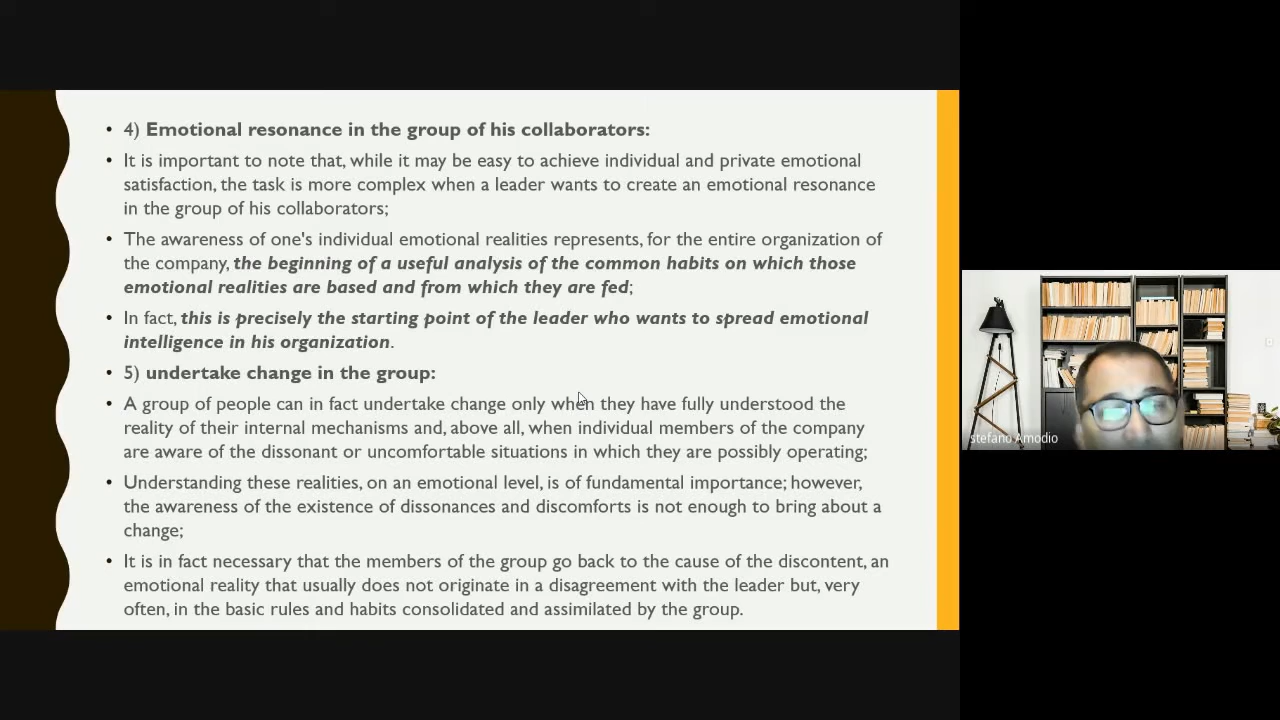 • 4) Emotional resonance in the group of his collaborators:
• It is important to note that, while it may be easy to achieve individual and private emotional
satisfaction, the task is more complex when a leader wants to create an emotional resonance
in the group of his collaborators;
• The awareness of one's individual emotional realities represents, for the entire organization of
the company, the beginning of a useful analysis of the common habits on which those
emotional realities are based and from which they are fed;
• In fact, this is precisely the starting point of the leader who wants to spread emotional
intelligence in his organization.
• 5) undertake change in the group:
• A group of people can in fact undertake change only when they have fully understood the
reality of their internal mechanisms and, above all, when individual members of the company
are aware of the dissonant or uncomfortable situations in which they are possibly operating;
• Understanding these realities, on an emotional level, is of fundamental importance; however,
the awareness of the existence of dissonances and discomforts is not enough to bring about a
change;
• It is in fact necessary that the members of the group go back to the cause of the discontent, an
emotional reality that usually does not originate in a disagreement with the leader but, very
often, in the basic rules and habits consolidated and assimilated by the group.
stefano Amodio